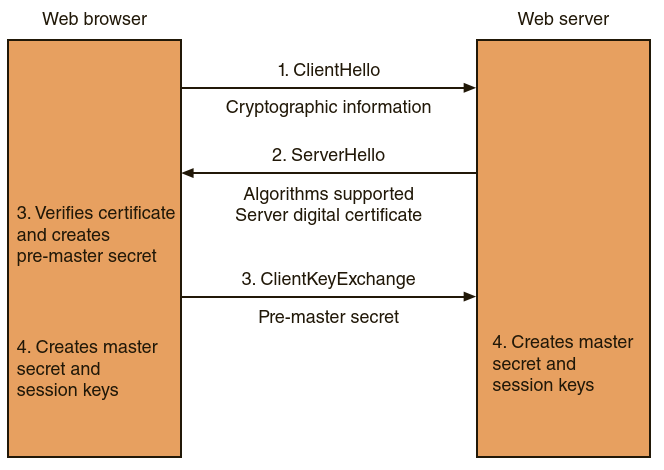 Web browser
Web server
1. ClientHello
Cryptographic information
2. ServerHello
Algorithms supported
Server digital certificate
3. Verifies certificate
and creates
pre-master secret
3. ClientKeyExchange
Pre-master secret
4. Creates master
secret and
session keys
4. Creates master
secret and
session keys